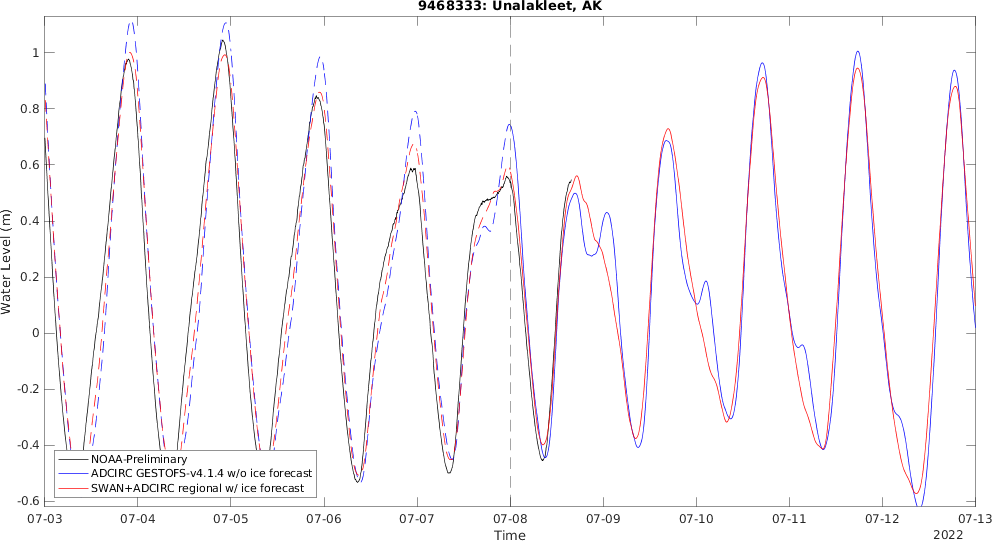 9468333: Unalakleet, AK
Water Level (m)
1
0.8
0.6
0.4
0.2
0
-0.2
-0.4
-0.6
NOAA-Preliminary
ADCIRC GESTOFS-v4.1.4 w/o ice forecast
SWAN+ADCIRC regional w/ ice forecast
07-03 07-04 07-05 07-06 07-07 07-08 07-09 07-10 07-11 07-12 07-13
Time
2022